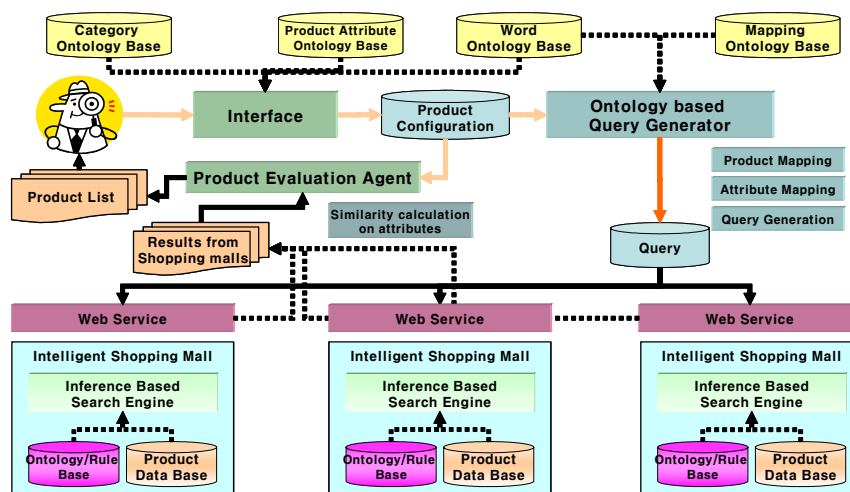 Category
Ontology Base
Product Attribute
Ontology Base
Word
Ontology Base
Mapping
Ontology Base
Interface
Product
Configuration
Ontology based
Query Generator
Product Evaluation Agent
Product List
Similarity calculation
on attributes
Results from
Shopping malls
Product Mapping
Attribute Mapping
Query Generation
Query
Web Service
Web Service
Web Service
Intelligent Shopping Mall
Inference Based
Search Engine
Ontology/Rule
Base
Product
Data Base
Intelligent Shopping Mall
Inference Based
Search Engine
Ontology/Rule
Base
Product
Data Base
Intelligent Shopping Mall
Inference Based
Search Engine
Ontology/Rule
Base
Product
Data Base